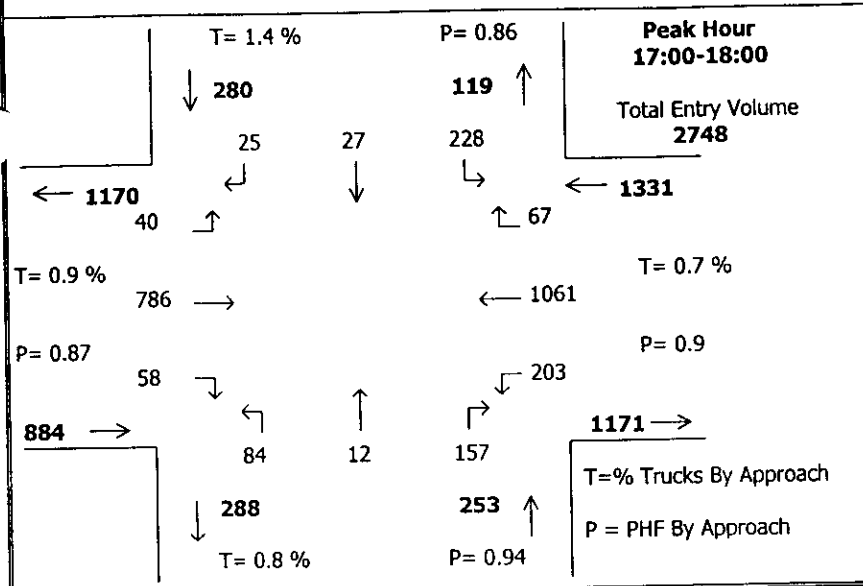 T= 1.4 %
P= 0.86
Peak Hour
17:00-18:00
280
119
Total Entry Volume
2748
25
27
228
1170
1331
40
67
T= 0.9 %
T= 0.7 %
786
1061
P= 0.87
P= 0.9
58
203
884
1171
84
12
157
T=% Trucks By Approach
288
253
P = PHF By Approach
T= 0.8 %
P= 0.94